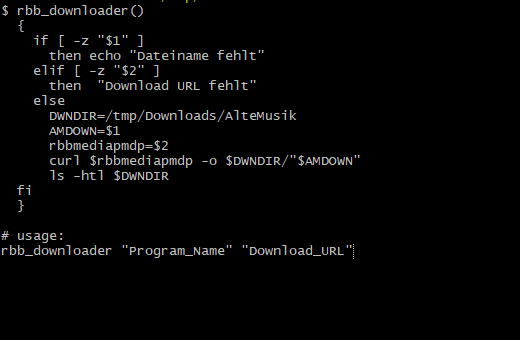 $ rbb_downloader()
{
if [ -z "$1" ]
then echo "Dateiname fehlt"
elif [ -z "$2" ]
then  "Download URL fehlt"
else
DWNDIR=/tmp/Downloads/AlteMusik
AMDOWN=$1
rbbmediapmdp=$2
curl $rbbmediapmdp -o $DWNDIR/"$AMDOWN"
ls -htl $DWNDIR
fi
}
# usage:
rbb_downloader "Program_Name" "Download_URL"